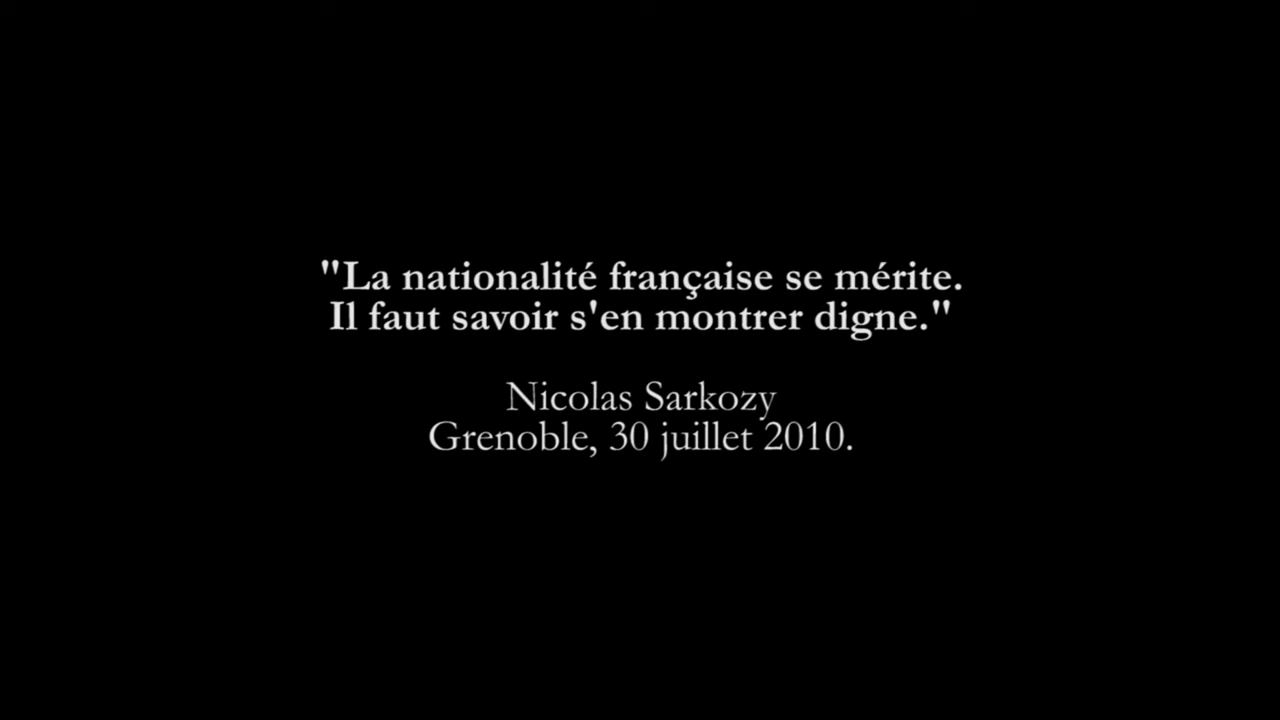 "La nationalité française se mérite.
Il faut savoir s'en montrer digne."
Nicolas Sarkozy
Grenoble, 30 juillet 2010.